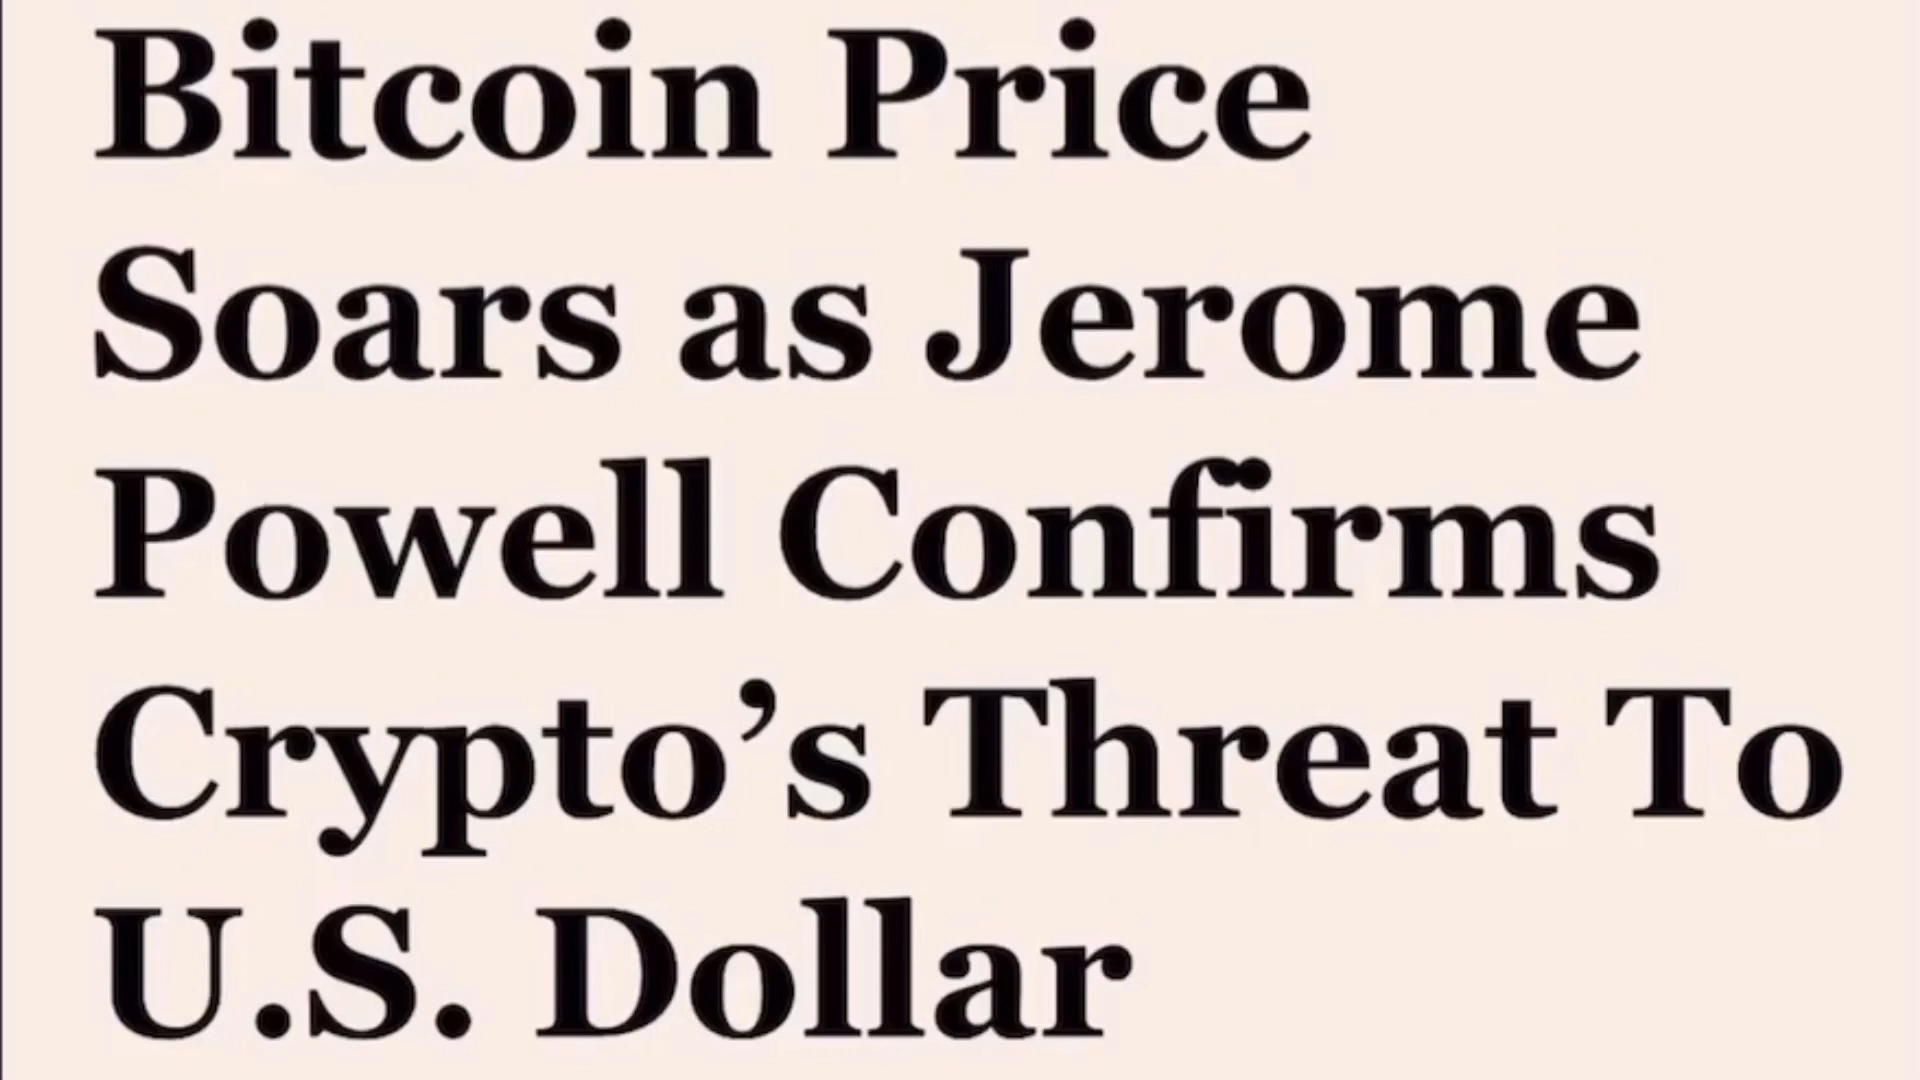 Bitcoin Price
Soars as Jerome
Powell Confirms
Crypto’s Threat To
U.S. Dollar